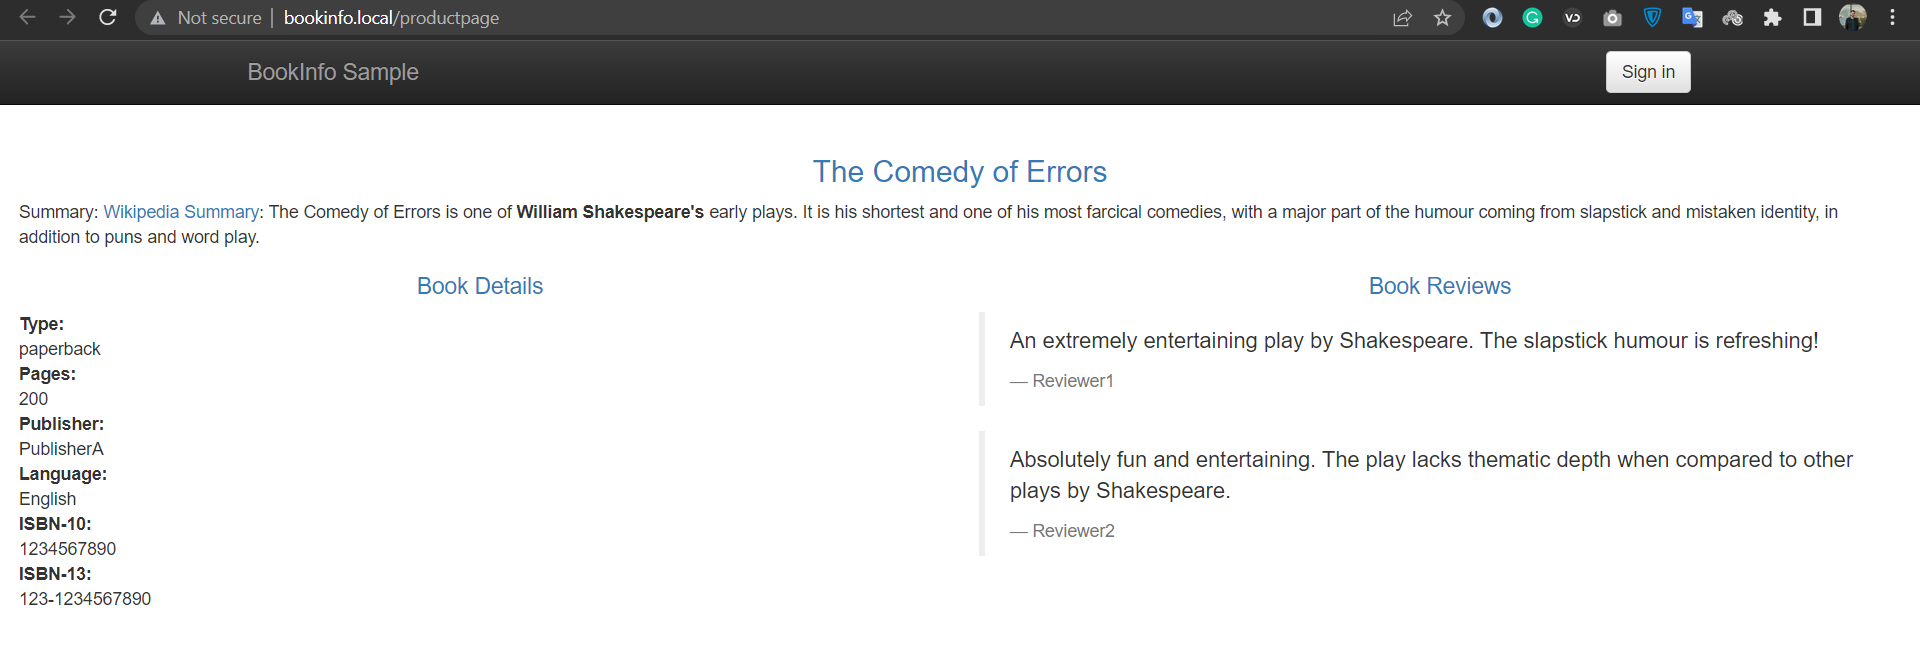 Not secure | bookinfo.local/productpage
BookInfo Sample
Sign in
The Comedy of Errors
Summary: Wikipedia Summary: The Comedy of Errors is one of William Shakespeare's early plays. It is his shortest and one of his most farcical comedies, with a major part of the humour coming from slapstick and mistaken identity, in
addition to puns and word play.
Book Details
Type:
paperback
Pages:
200
Publisher:
PublisherA
Language:
English
ISBN-10:
1234567890
ISBN-13:
123-1234567890
Book Reviews
An extremely entertaining play by Shakespeare. The slapstick humour is refreshing!
— Reviewer1
Absolutely fun and entertaining. The play lacks thematic depth when compared to other
plays by Shakespeare.
— Reviewer2